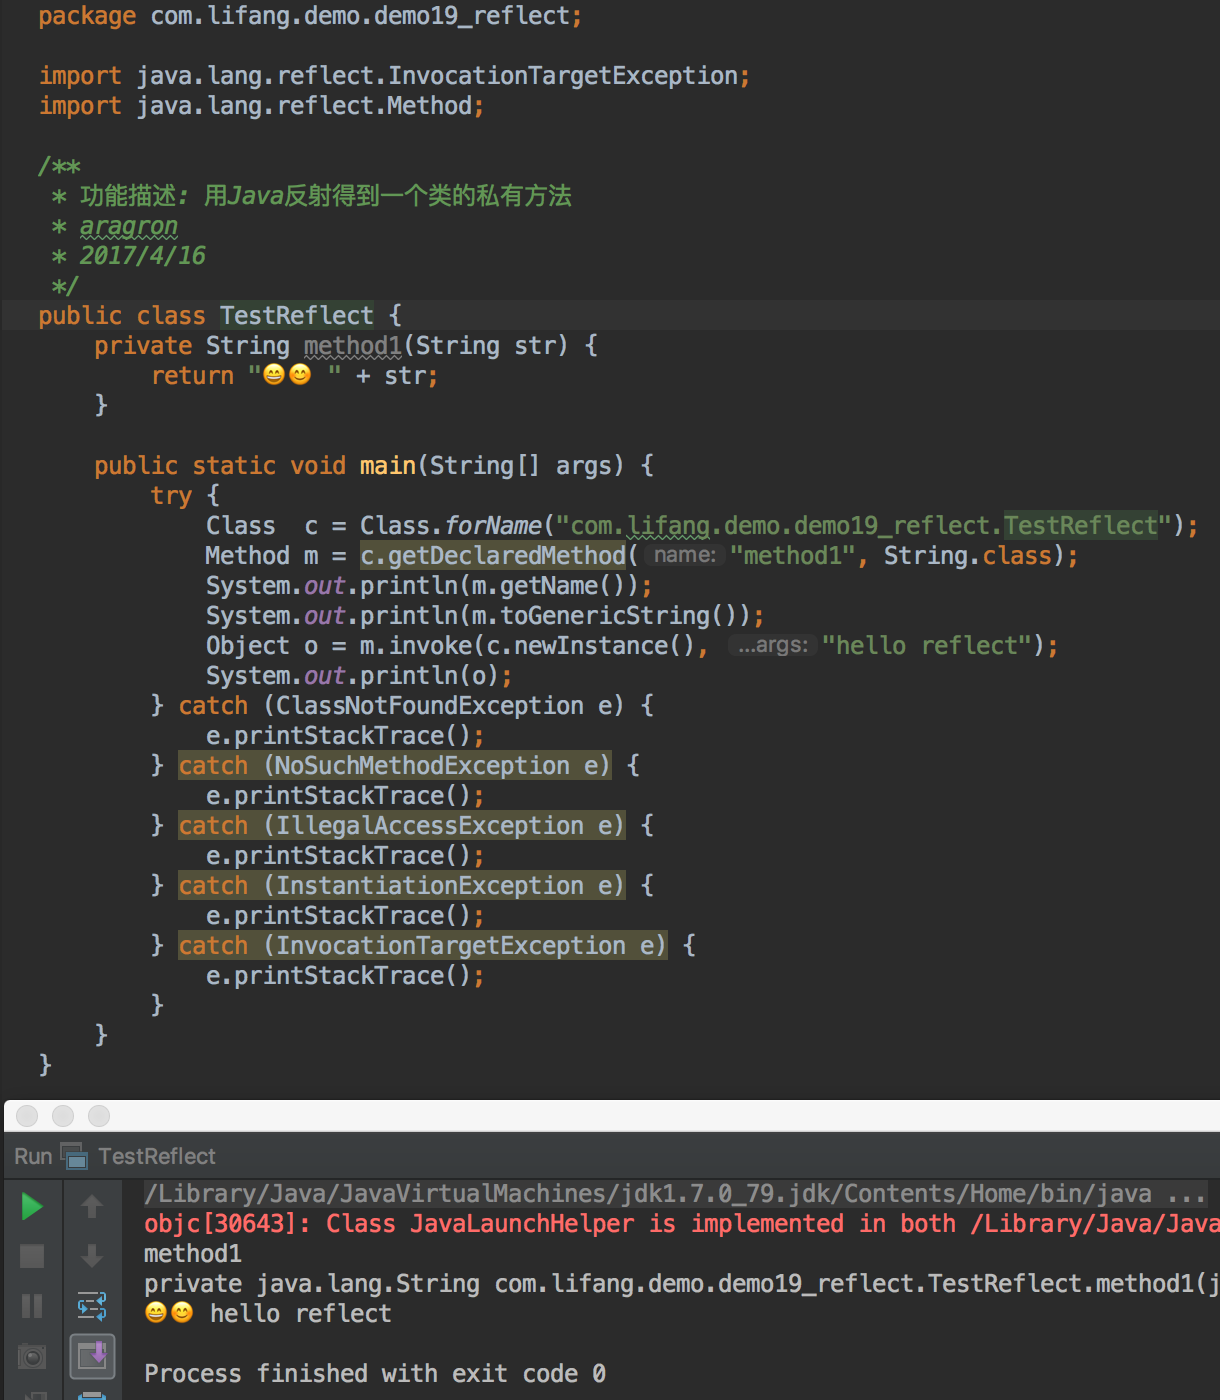 package com.lifang.demo.demo19_reflect;

import java.lang.reflect.InvocationTargetException;
import java.lang.reflect.Method;

/**
 * 功能描述: 用Java反射得到一个类的私有方法
 * aragron
 * 2017/4/16
 */
public class TestReflect {
    private String method1(String str) {
        return "😄😊 " + str;
    }

    public static void main(String[] args) {
        try {
            Class  c = Class.forName("com.lifang.demo.demo19_reflect.TestReflect");
            Method m = c.getDeclaredMethod( name: "method1", String.class);
            System.out.println(m.getName());
            System.out.println(m.toGenericString());
            Object o = m.invoke(c.newInstance(), ...args: "hello reflect");
            System.out.println(o);
        } catch (ClassNotFoundException e) {
            e.printStackTrace();
        } catch (NoSuchMethodException e) {
            e.printStackTrace();
        } catch (IllegalAccessException e) {
            e.printStackTrace();
        } catch (InstantiationException e) {
            e.printStackTrace();
        } catch (InvocationTargetException e) {
            e.printStackTrace();
        }
    }
}
Run TestReflect
/Library/Java/JavaVirtualMachines/jdk1.7.0_79.jdk/Contents/Home/bin/java ...
objc[30643]: Class JavaLaunchHelper is implemented in both /Library/Java/Java
method1
private java.lang.String com.lifang.demo.demo19_reflect.TestReflect.method1(j
😄😊 hello reflect

Process finished with exit code 0